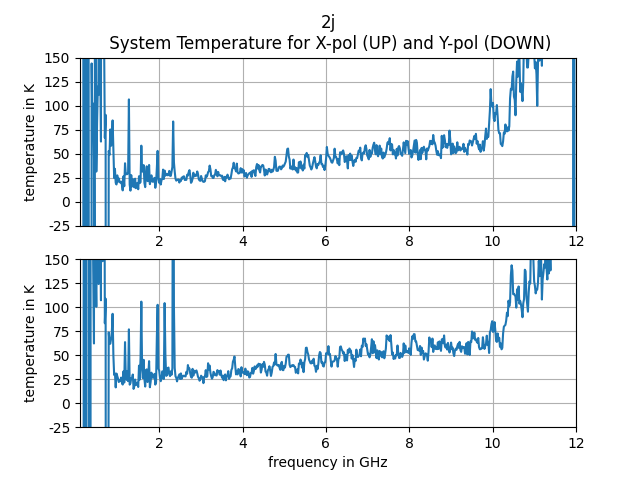 2j
System Temperature for X-pol (UP) and Y-pol (DOWN)
150
125
100
75
50
25
0
-25
temperature in K
2 4 6 8 10 12
150
125
100
75
50
25
0
-25
temperature in K
2 4 6 8 10 12
frequency in GHz